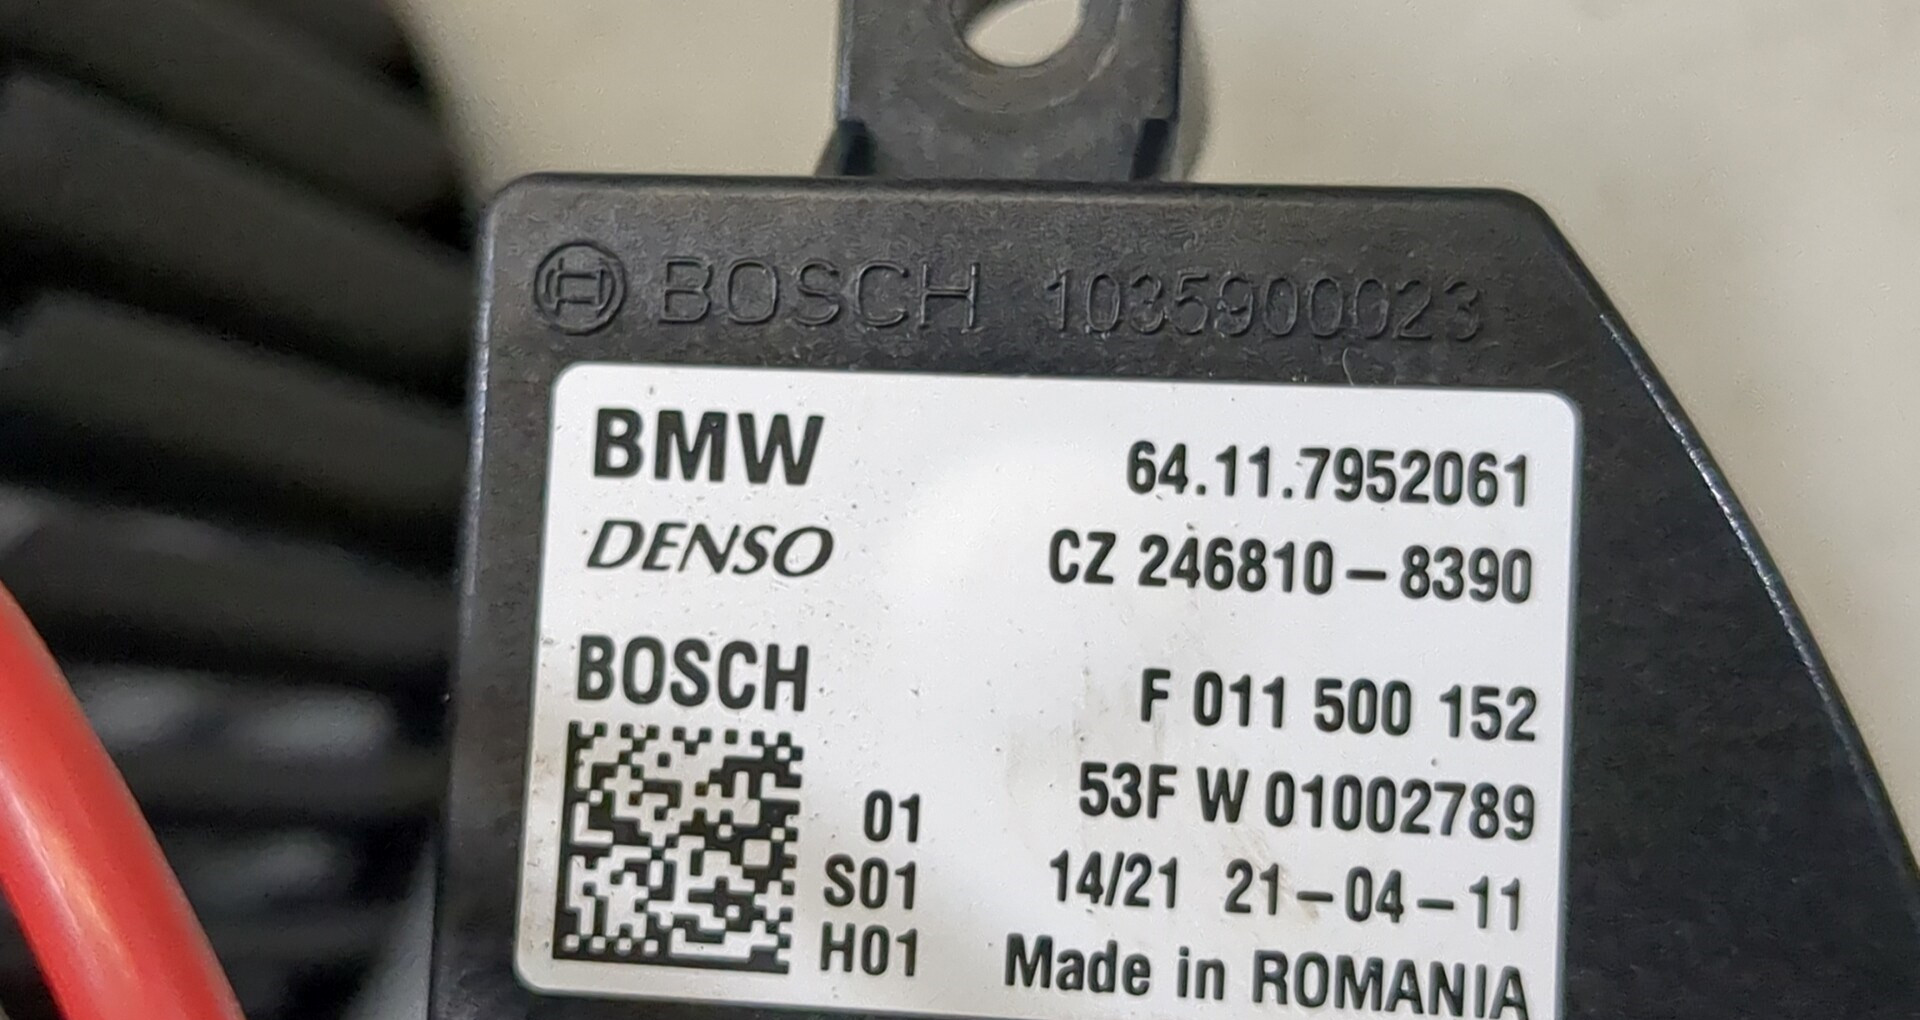 BOSCH 1035900023
BMW 64.11.7952061
DENSO CZ 246810-8390
BOSCH F 011 500 152
53F W 01002789
01
S01 14/21 21-04-11
H01 Made in ROMANIA